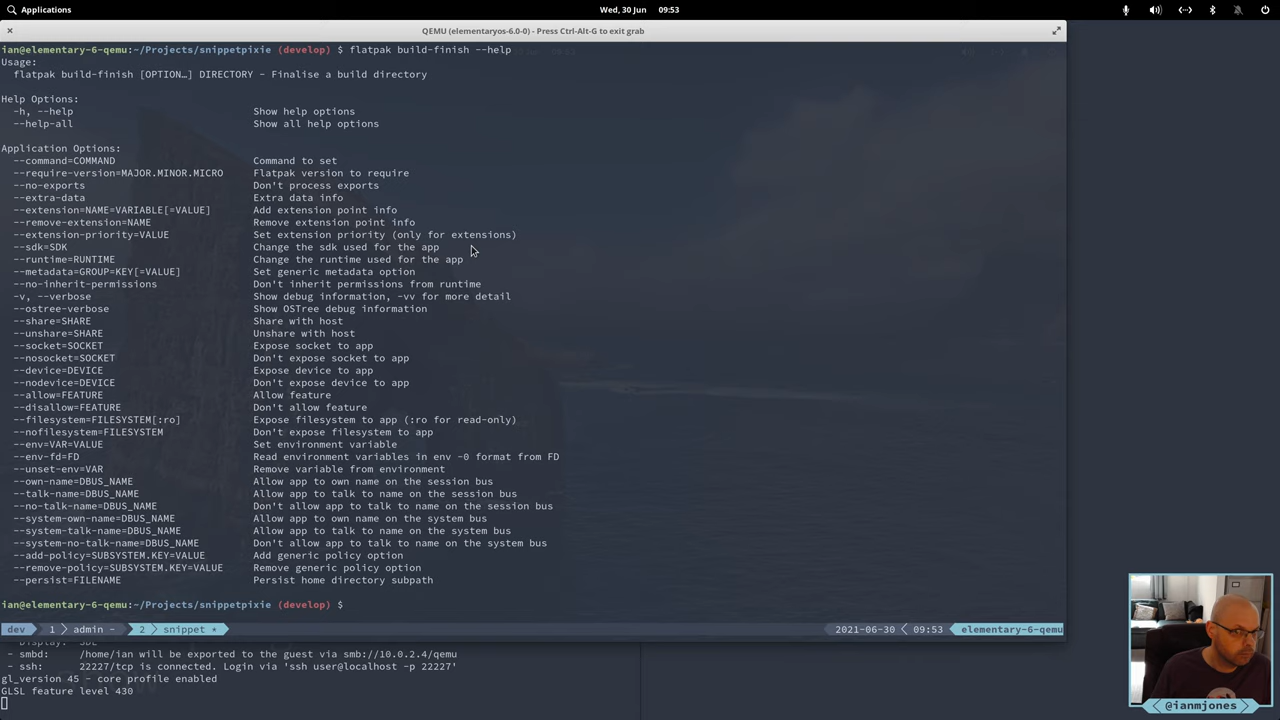 Applications
Wed, 30 Jun 09:53
QEMU (elementaryos-6.0-0) - Press Ctrl-Alt-G to exit grab
ian@elementary-6-qemu:~/Projects/snippetpixie (develop) $ flatpak build-finish --help
Usage:
flatpak build-finish [OPTION…] DIRECTORY - Finalise a build directory
Help Options:
-h, --help Show help options
--help-all Show all help options
Application Options:
--command=COMMAND Command to set
--require-version=MAJOR.MINOR.MICRO Flatpak version to require
--no-exports Don't process exports
--extra-data Extra data info
--extension=NAME=VARIABLE[=VALUE] Add extension point info
--remove-extension=NAME Remove extension point info
--extension-priority=VALUE Set extension priority (only for extensions)
--sdk=SDK Change the sdk used for the app
--runtime=RUNTIME Change the runtime used for the app
--metadata=GROUP=KEY[=VALUE] Set generic metadata option
--no-inherit-permissions Don't inherit permissions from runtime
-v, --verbose Show debug information, -vv for more detail
--ostree-verbose Show OSTree debug information
--share=SHARE Share with host
--unshare=SHARE Unshare with host
--socket=SOCKET Expose socket to app
--nosocket=SOCKET Don't expose socket to app
--device=DEVICE Expose device to app
--nodevice=DEVICE Don't expose device to app
--allow=FEATURE Allow feature
--disallow=FEATURE Don't allow feature
--filesystem=FILESYSTEM[:ro] Expose filesystem to app (:ro for read-only)
--nofilesystem=FILESYSTEM Don't expose filesystem to app
--env=VAR=VALUE Set environment variable
--env-fd=FD Read environment variables in env -0 format from FD
--unset-env=VAR Remove variable from environment
--own-name=DBUS_NAME Allow app to own name on the session bus
--talk-name=DBUS_NAME Allow app to talk to name on the session bus
--no-talk-name=DBUS_NAME Don't allow app to talk to name on the session bus
--system-own-name=DBUS_NAME Allow app to own name on the system bus
--system-talk-name=DBUS_NAME Allow app to talk to name on the system bus
--system-no-talk-name=DBUS_NAME Don't allow app to talk to name on the system bus
--add-policy=SUBSYSTEM.KEY=VALUE Add generic policy option
--remove-policy=SUBSYSTEM.KEY=VALUE Remove generic policy option
--persist=FILENAME Persist home directory subpath
ian@elementary-6-qemu:~/Projects/snippetpixie (develop) $
dev 1 admin - 2 snippet * 2021-06-30 09:53 elementary-6-qemu
- Display: SDL
- smbd: /home/ian will be exported to the guest via smb://10.0.2.4/qemu
- ssh: 22227/tcp is connected. Login via 'ssh user@localhost -p 22227'
gl_version 45 - core profile enabled
GLSL feature level 430
@ianmjones